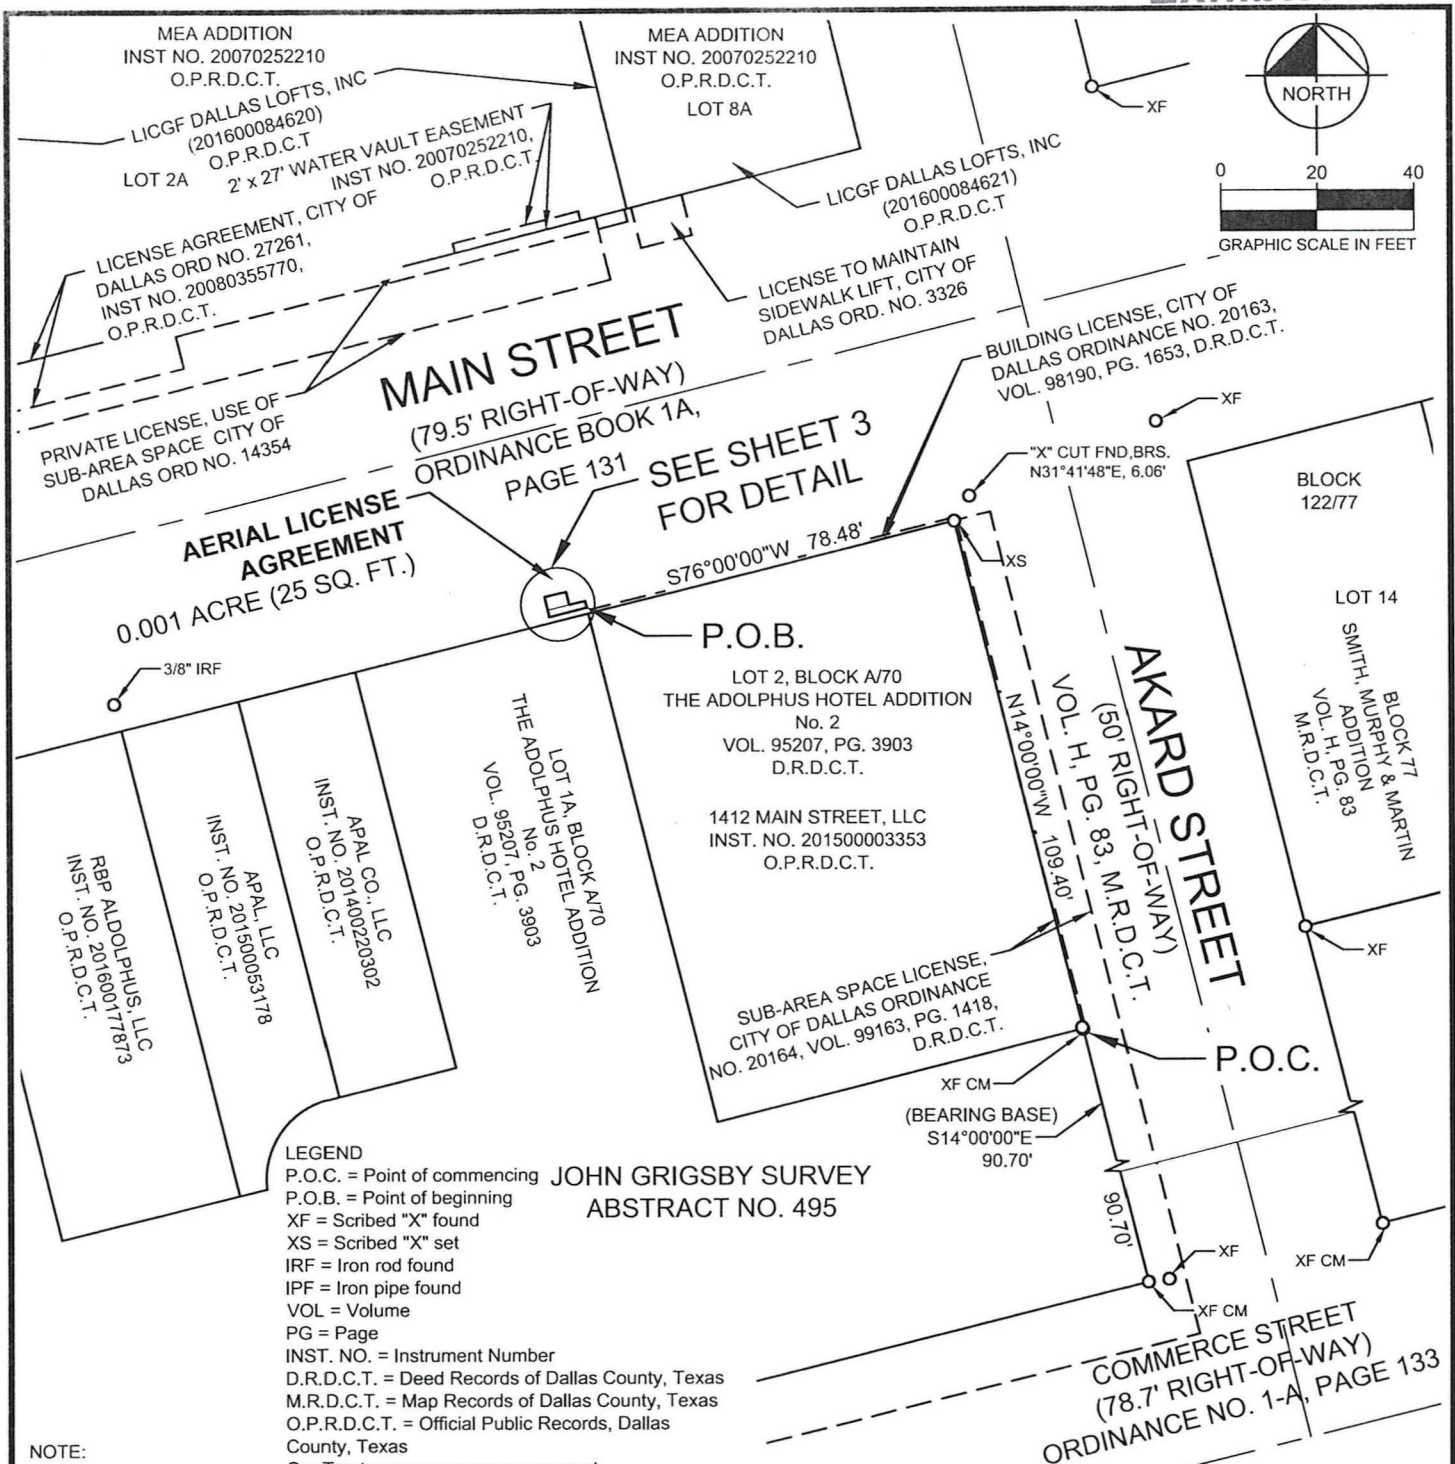 MEA ADDITION
INST NO. 20070252210
O.P.R.D.C.T.
LICGF DALLAS LOFTS, INC
(201600084620)
O.P.R.D.C.T
LOT 2A
2' x 27' WATER VAULT EASEMENT
INST NO. 20070252210,
O.P.R.D.C.T.
MEA ADDITION
INST NO. 20070252210
O.P.R.D.C.T.
LOT 8A
XF
NORTH
0 20 40
GRAPHIC SCALE IN FEET
LICGF DALLAS LOFTS, INC
(201600084621)
O.P.R.D.C.T
LICENSE AGREEMENT, CITY OF
DALLAS ORD NO. 27261,
INST NO. 20080355770,
O.P.R.D.C.T.
LICENSE TO MAINTAIN
SIDEWALK LIFT, CITY OF
DALLAS ORD. NO. 3326
BUILDING LICENSE, CITY OF
DALLAS ORDINANCE NO. 20163,
VOL. 98190, PG. 1653, D.R.D.C.T.
MAIN STREET
(79.5' RIGHT-OF-WAY)
ORDINANCE BOOK 1A,
PAGE 131
PRIVATE LICENSE, USE OF
SUB-AREA SPACE CITY OF
DALLAS ORD NO. 14354
SEE SHEET 3
FOR DETAIL
AERIAL LICENSE
AGREEMENT
0.001 ACRE (25 SQ. FT.)
XF
"X" CUT FND,BRS.
N31°41'48"E, 6.06'
BLOCK
122/77
S76°00'00"W 78.48'
XS
LOT 14
BLOCK 77
SMITH, MURPHY & MARTIN
ADDITION
VOL. H, PG. 83
M.R.D.C.T.
P.O.B.
3/8" IRF
LOT 2, BLOCK A/70
THE ADOLPHUS HOTEL ADDITION
No. 2
VOL. 95207, PG. 3903
D.R.D.C.T.
1412 MAIN STREET, LLC
INST. NO. 201500003353
O.P.R.D.C.T.
N14°00'00"W 109.40'
AKARD STREET
(50' RIGHT-OF-WAY)
VOL. H, PG. 83, M.R.D.C.T.
LOT 1A, BLOCK A/70
THE ADOLPHUS HOTEL ADDITION
No. 2
VOL. 95207, PG. 3903
D.R.D.C.T.
APAL CO., LLC
INST. NO. 201400220302
O.P.R.D.C.T.
APAL, LLC
INST. NO. 201500053178
O.P.R.D.C.T.
RBP ALDOLPHUS, LLC
INST. NO. 201600177873
O.P.R.D.C.T.
SUB-AREA SPACE LICENSE,
CITY OF DALLAS ORDINANCE
NO. 20164, VOL. 99163, PG. 1418,
D.R.D.C.T.
XF
P.O.C.
XF CM
(BEARING BASE)
S14°00'00"E
90.70'
90.70'
JOHN GRIGSBY SURVEY
ABSTRACT NO. 495
XF
XF CM
XF CM
COMMERCE STREET
(78.7' RIGHT-OF-WAY)
ORDINANCE NO. 1-A, PAGE 133
LEGEND
P.O.C. = Point of commencing
P.O.B. = Point of beginning
XF = Scribed "X" found
XS = Scribed "X" set
IRF = Iron rod found
IPF = Iron pipe found
VOL = Volume
PG = Page
INST. NO. = Instrument Number
D.R.D.C.T. = Deed Records of Dallas County, Texas
M.R.D.C.T. = Map Records of Dallas County, Texas
O.P.R.D.C.T. = Official Public Records, Dallas
County, Texas
NOTE: